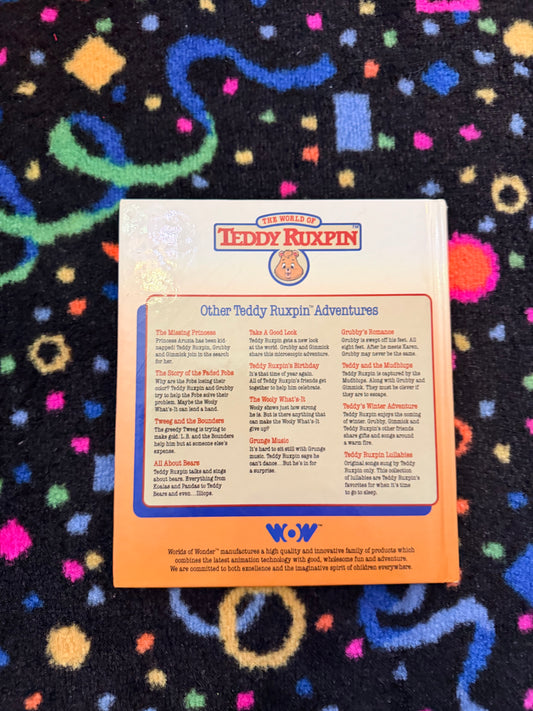 THE WORLD OF
TEDDY RUXPIN™
Other Teddy Ruxpin™ Adventures
The Missing Princess
Princess Aruzia has been kid-
napped! Teddy Ruxpin, Grubby
and Gimmick join in the search
for her.
The Story of the Faded Fobs
Why are the Fobs losing their
color? Teddy Ruxpin and Grubby
try to help the Fobs solve their
problem. Maybe the Wooly
What's-It can lend a hand.
Tweeg and the Bounders
The greedy Tweeg is trying to
make gold. L.B. and the Bounders
help him but at someone else's
expense.
All About Bears
Teddy Ruxpin talks and sings
about bears. Everything from
Koalas and Pandas to Teddy
Bears and even...Illiops.
Take A Good Look
Teddy Ruxpin gets a new look
at the world. Grubby and Gimmick
share this microscopic adventure.
Teddy Ruxpin's Birthday
It's that time of year again.
All of Teddy Ruxpin's friends get
together to help him celebrate.
The Wooly What's-It
Wooly shows just how strong
he is. But is there anything that
can make the Wooly What's-It
give up?
Grunge Music
It's hard to sit still with Grunge
music. Teddy Ruxpin says he
can't dance...But he's in for
a surprise.
Grubby's Romance
Grubby is swept off his feet. All
eight feet. After he meets Karen,
Grubby may never be the same.
Teddy and the Mudblups
Teddy Ruxpin is captured by the
Mudblups. Along with Grubby and
Gimmick. They must be clever if
they are to escape.
Teddy's Winter Adventure
Teddy Ruxpin enjoys the coming
of winter. Grubby, Gimmick and
Teddy Ruxpin's other friends
share gifts and songs around
a warm fire.
Teddy Ruxpin Lullabies
Original songs sung by Teddy
Ruxpin only. This collection
of lullabies are Teddy Ruxpin's
favorites for when it's time
to go to sleep.
WOW™
Worlds of Wonder™ manufactures a high quality and innovative family of products which
combines the latest animation technology with good, wholesome fun and adventure.
We are committed to both excellence and the imaginative spirit of children everywhere.